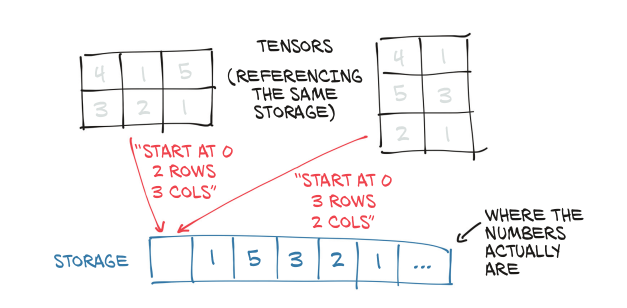 TENSORS
(REFERENCING
THE SAME
STORAGE)
4 1 5
3 2 1
4 1
5 3
2 1
"START AT 0
2 ROWS
3 COLS"
"START AT 0
3 ROWS
2 COLS"
STORAGE
1 5 3 2 1 ...
WHERE THE
NUMBERS
ACTUALLY
ARE